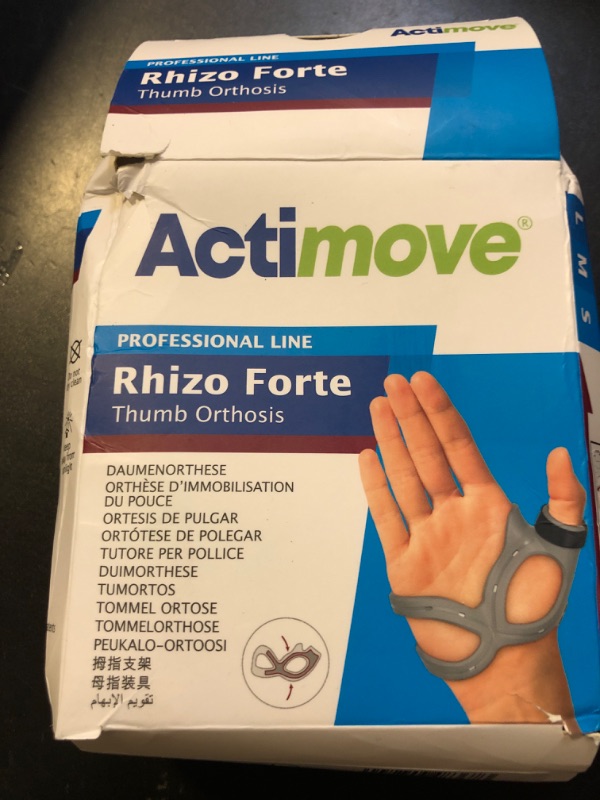 Actimove
PROFESSIONAL LINE
Rhizo Forte
Thumb Orthosis
Actimove®
L M S
PROFESSIONAL LINE
Rhizo Forte
Thumb Orthosis
DAUMENORTHESE
ORTHÈSE D'IMMOBILISATION
DU POUCE
ORTESIS DE PULGAR
ORTÓTESE DE POLEGAR
TUTORE PER POLLICE
DUIMORTHESE
TUMORTOS
TOMMEL ORTOSE
TOMMELORTHOSE
PEUKALO-ORTOOSI
拇指支架
母指装具
تقويم الإبهام